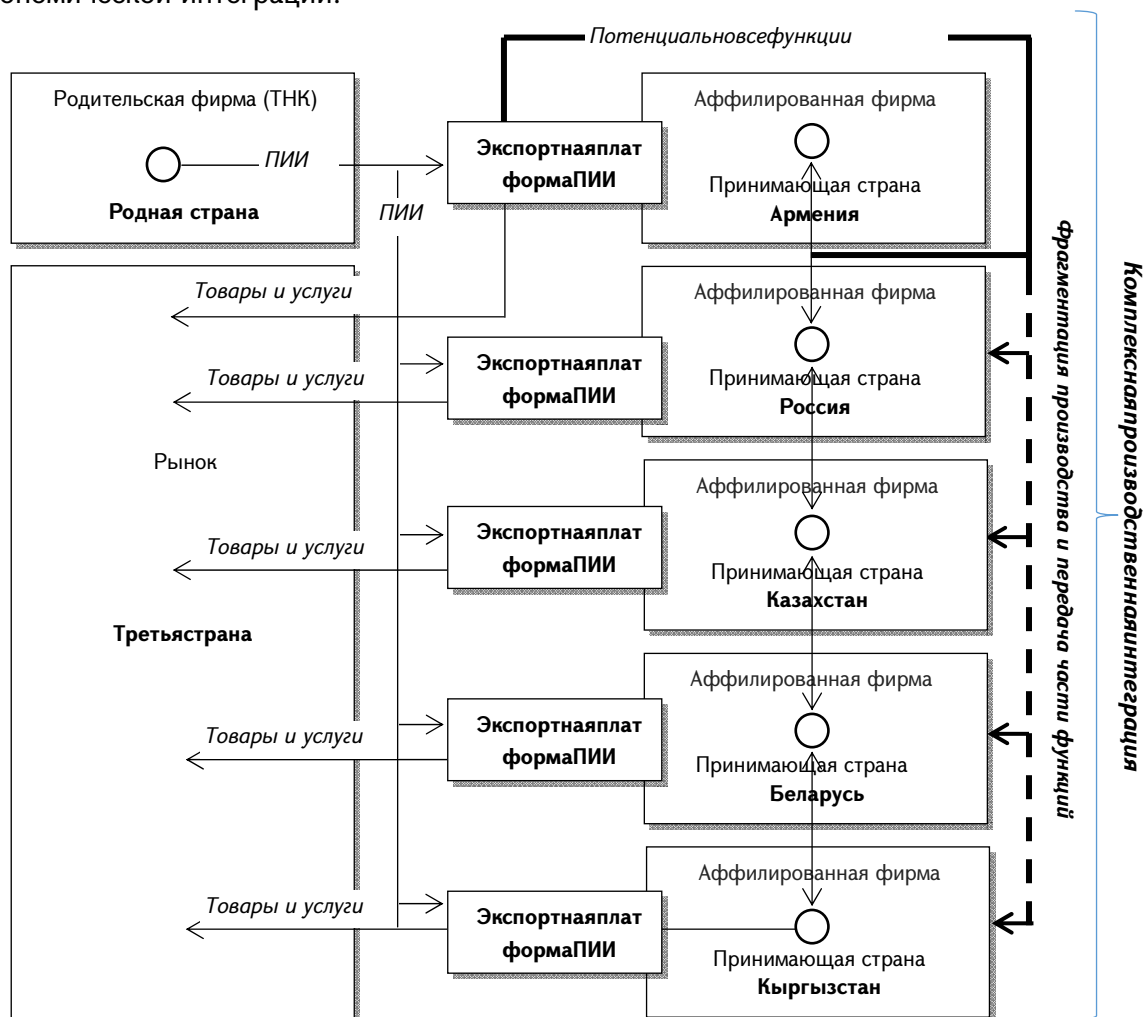 Потенциальновсефункции
Родительская фирма (ТНК)
ПИИ
Родная страна
Экспортнаяплат
формаПИИ
Аффилированная фирма
Принимающая страна
Армения
ПИИ
Товары и услуги
Экспортнаяплат
формаПИИ
Аффилированная фирма
Принимающая страна
Россия
Товары и услуги
Рынок
Экспортнаяплат
формаПИИ
Аффилированная фирма
Принимающая страна
Казахстан
Товары и услуги
Третьястрана
Экспортнаяплат
формаПИИ
Аффилированная фирма
Принимающая страна
Беларусь
Товары и услуги
Экспортнаяплат
формаПИИ
Аффилированная фирма
Принимающая страна
Кыргызстан
Товары и услуги
Фрагментация производства и передача части функций
Комплекснаяпроизводственнаяинтеграция